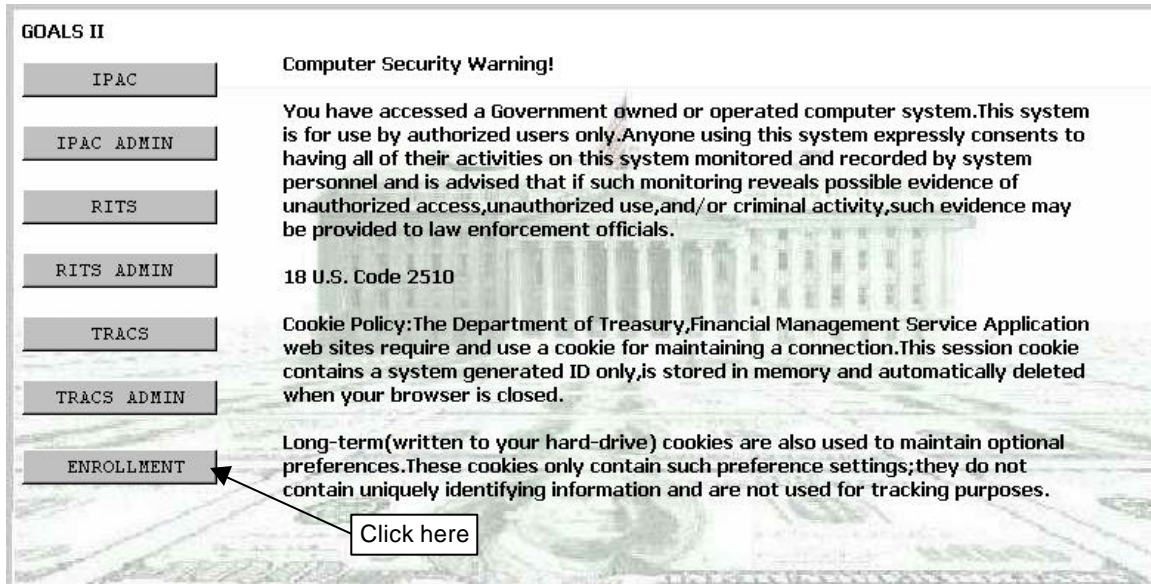 GOALS II
IPAC
IPAC ADMIN
RITS
RITS ADMIN
TRACS
TRACS ADMIN
ENROLLMENT
Computer Security Warning!
You have accessed a Government owned or operated computer system.This system
is for use by authorized users only.Anyone using this system expressly consents to
having all of their activities on this system monitored and recorded by system
personnel and is advised that if such monitoring reveals possible evidence of
unauthorized access,unauthorized use,and/or criminal activity,such evidence may
be provided to law enforcement officials.
18 U.S. Code 2510
Cookie Policy:The Department of Treasury,Financial Management Service Application
web sites require and use a cookie for maintaining a connection.This session cookie
contains a system generated ID only,is stored in memory and automatically deleted
when your browser is closed.
Long-term(written to your hard-drive) cookies are also used to maintain optional
preferences.These cookies only contain such preference settings;they do not
contain uniquely identifying information and are not used for tracking purposes.
Click here